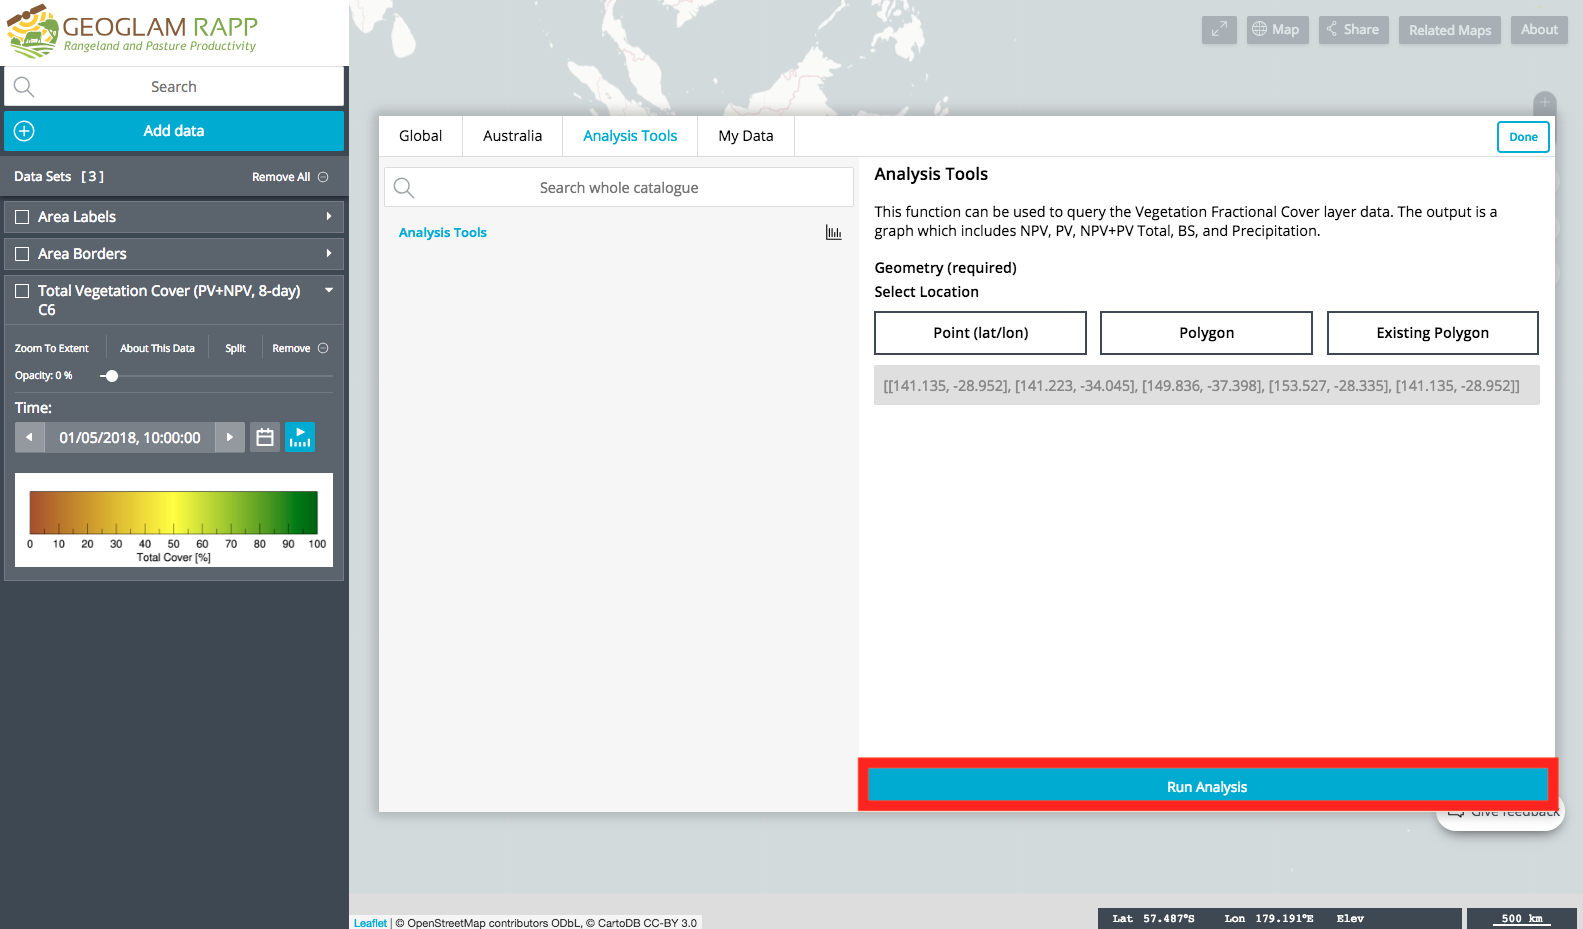 GEOGLAM RAPP
Rangeland and Pasture Productivity
Search
Add data
Data Sets [ 3 ]
Remove All
Area Labels
Area Borders
Total Vegetation Cover (PV+NPV, 8-day)
C6
Zoom To Extent
About This Data
Split
Remove
Opacity: 0 %
Time:
01/05/2018, 10:00:00
0 10 20 30 40 50 60 70 80 90 100
Total Cover [%]
Map
Share
Related Maps
About
Global
Australia
Analysis Tools
My Data
Done
Search whole catalogue
Analysis Tools
Analysis Tools
This function can be used to query the Vegetation Fractional Cover layer data. The output is a
graph which includes NPV, PV, NPV+PV Total, BS, and Precipitation.
Geometry (required)
Select Location
Point (lat/lon)
Polygon
Existing Polygon
[[141.135, -28.952], [141.223, -34.045], [149.836, -37.398], [153.527, -28.335], [141.135, -28.952]]
Run Analysis
Give feedback
Leaflet | © OpenStreetMap contributors ODbL, © CartoDB CC-BY 3.0
Lat 57.487°S Lon 179.191°E Elev
500 km